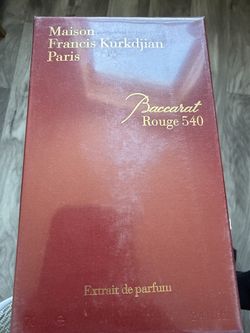 Maison
Francis Kurkdjian
Paris
Baccarat
Rouge 540
Extrait de parfum